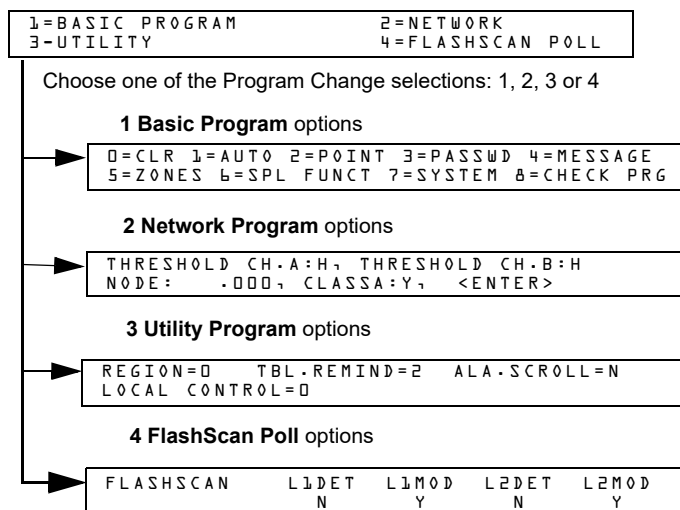 1=BASIC PROGRAM 2=NETWORK
3-UTILITY 4=FLASHSCAN POLL
Choose one of the Program Change selections: 1, 2, 3 or 4
1 Basic Program options
0=CLR 1=AUTO 2=POINT 3=PASSWD 4=MESSAGE
5=ZONES 6=SPL FUNCT 7=SYSTEM 8=CHECK PRG
2 Network Program options
THRESHOLD CH.A:H, THRESHOLD CH.B:H
NODE: .000, CLASSA:Y, <ENTER>
3 Utility Program options
REGION=0 TBL.REMIND=2 ALA.SCROLL=N
LOCAL CONTROL=0
4 FlashScan Poll options
FLASHSCAN L1DET L1MOD L2DET L2MOD
N Y N Y